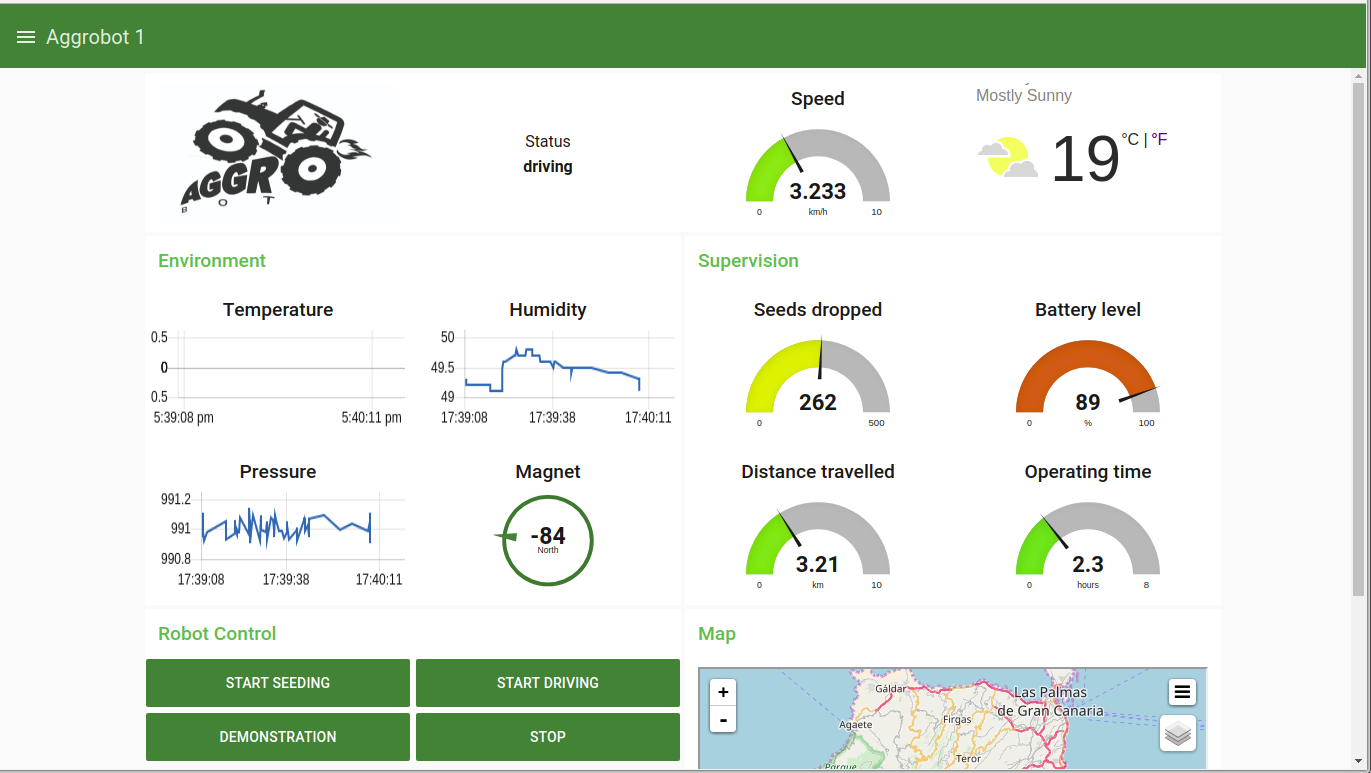 Aggrobot 1
AGGR
B O T
Status
driving
Speed
3.233
0 km/h 10
Mostly Sunny
19 °C | °F
Environment
Temperature
0.5
0
0.5
5:39:08 pm 5:40:11 pm
Humidity
50
49.5
49
17:39:08 17:39:38 17:40:11
Pressure
991.2
991
990.8
17:39:08 17:39:38 17:40:11
Magnet
-84
North
Supervision
Seeds dropped
262
0 500
Battery level
89
0 % 100
Distance travelled
3.21
0 km 10
Operating time
2.3
0 hours 8
Robot Control
START SEEDING
START DRIVING
DEMONSTRATION
STOP
Map
+
-
Gáldar
Las Palmas
de Gran Canaria
Agaete
Firgas
Teror
Parque